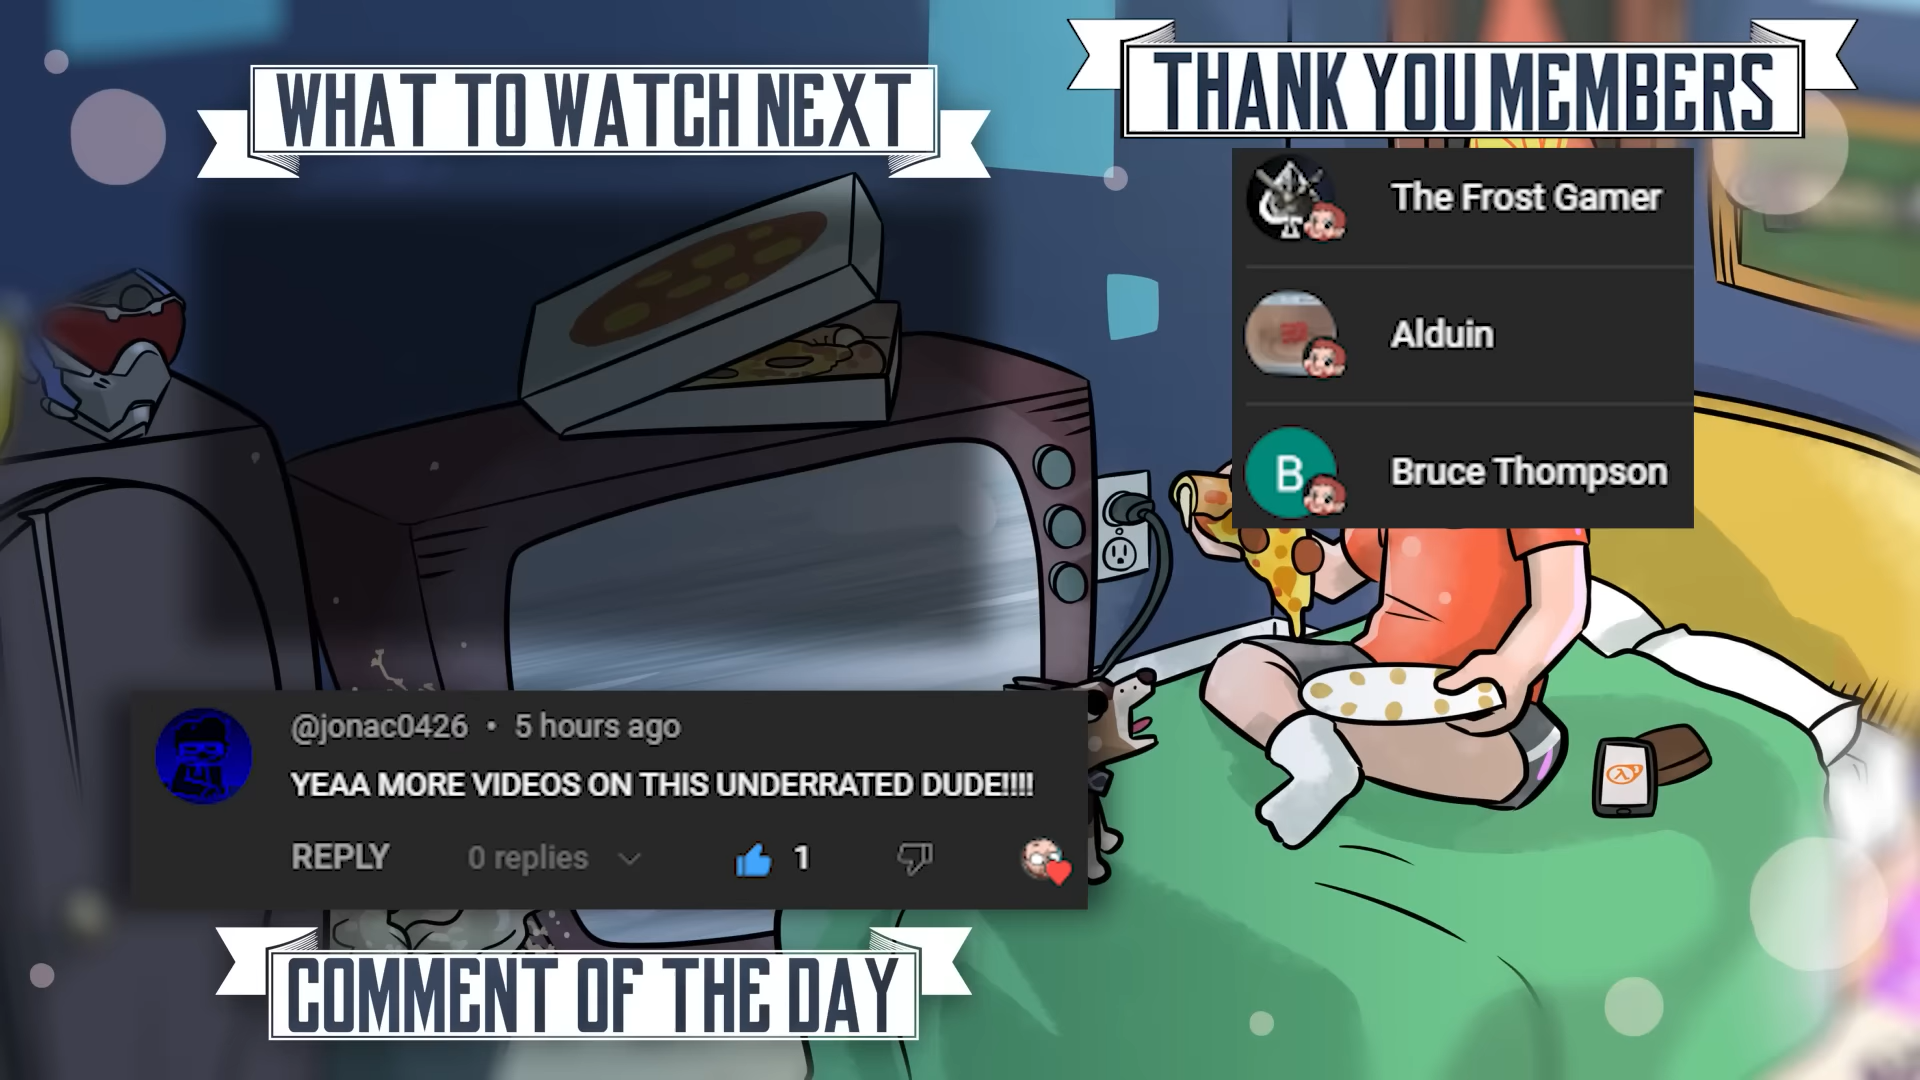 WHAT TO WATCH NEXT
THANK YOU MEMBERS
The Frost Gamer
Alduin
B
Bruce Thompson
@jonac0426 • 5 hours ago
YEAA MORE VIDEOS ON THIS UNDERRATED DUDE!!!!
REPLY 0 replies 1
COMMENT OF THE DAY